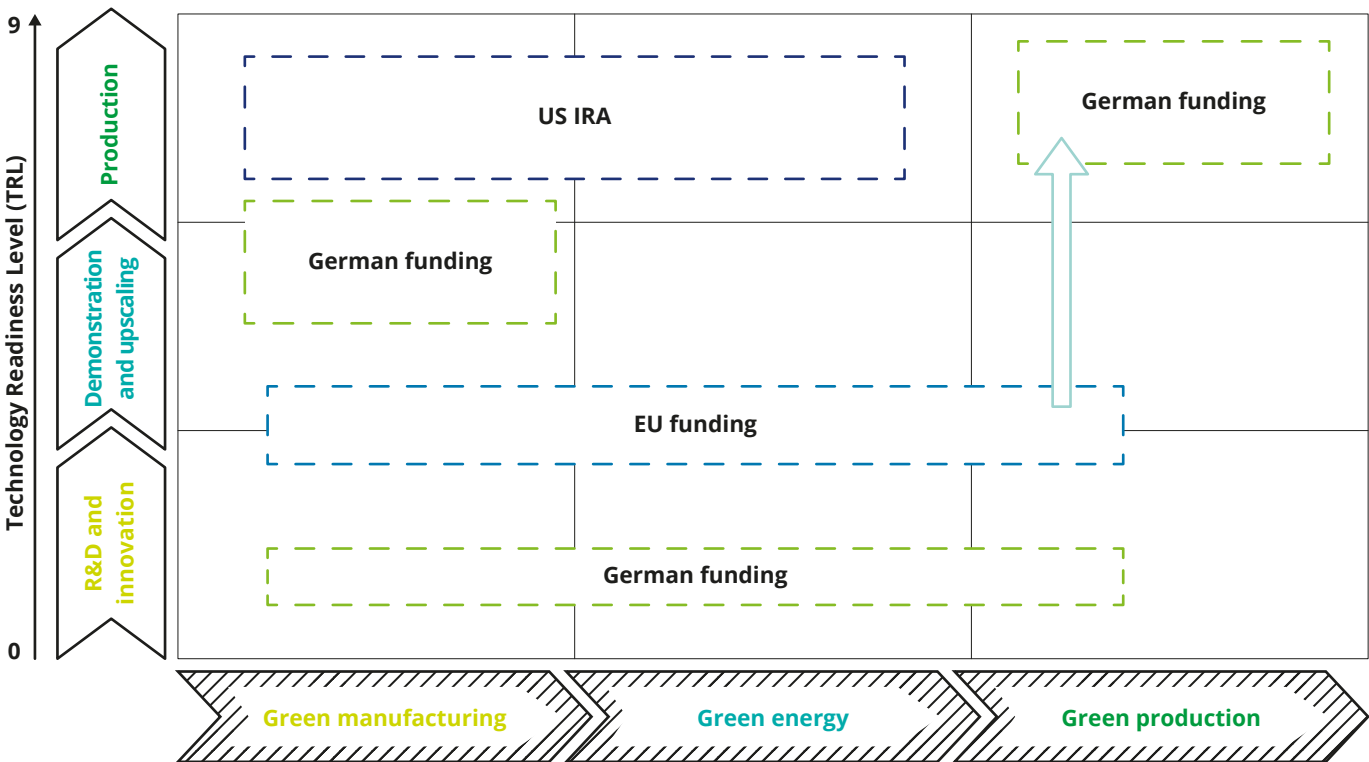 9
Technology Readiness Level (TRL)
0
Production
Demonstration
and upscaling
R&D and
innovation
US IRA
German funding
German funding
EU funding
German funding
Green manufacturing
Green energy
Green production